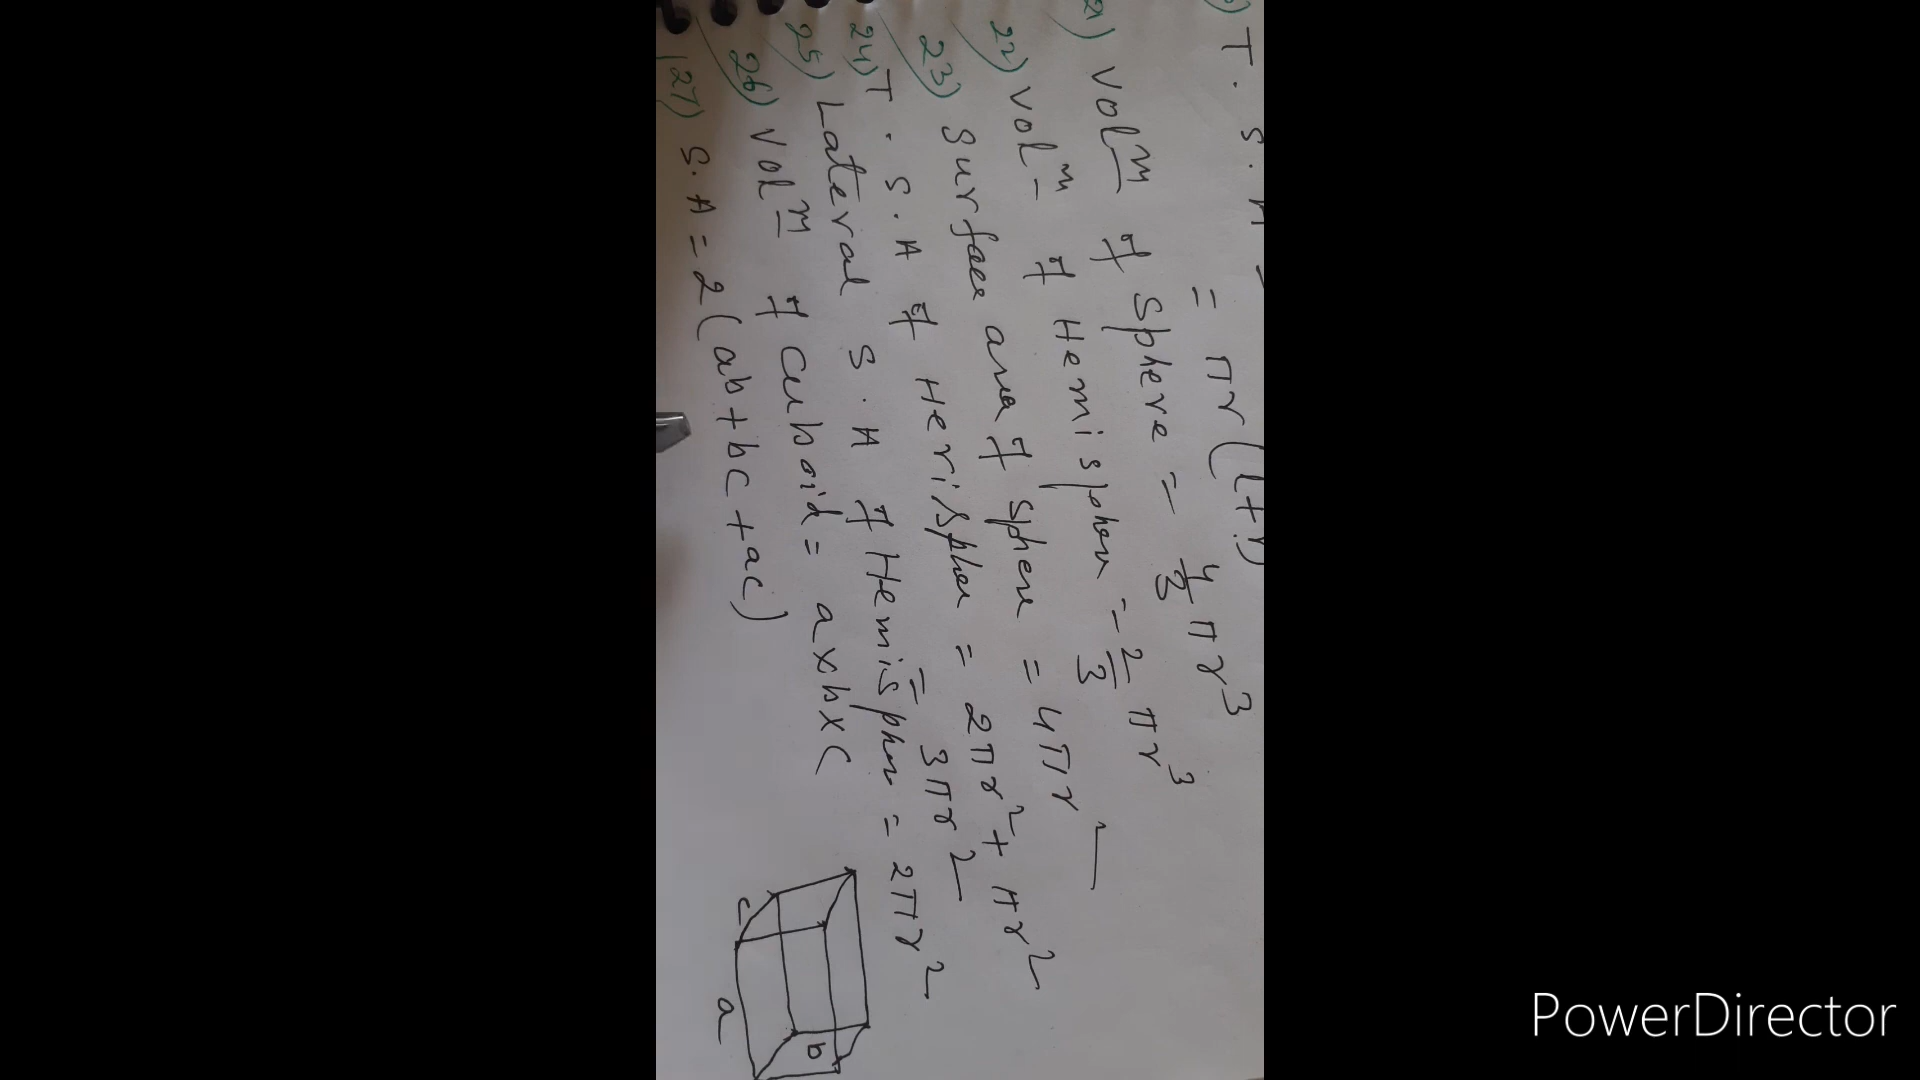 T. S. A =
= πr(l+r)
21) Volm of Sphere = 4/3 πr³
22) Volm of Hemisphere = 2/3 πr³
23) Surface area of Sphere = 4πr²
24) T. S. A of Hemisphere = 2πr² + πr²
= 3πr²
25) Lateral S. A of Hemisphere = 2πr²
26) Volm of Cuboid = a×b×c
27) S.A = 2(ab+bc+ac)
c
b
a
PowerDirector